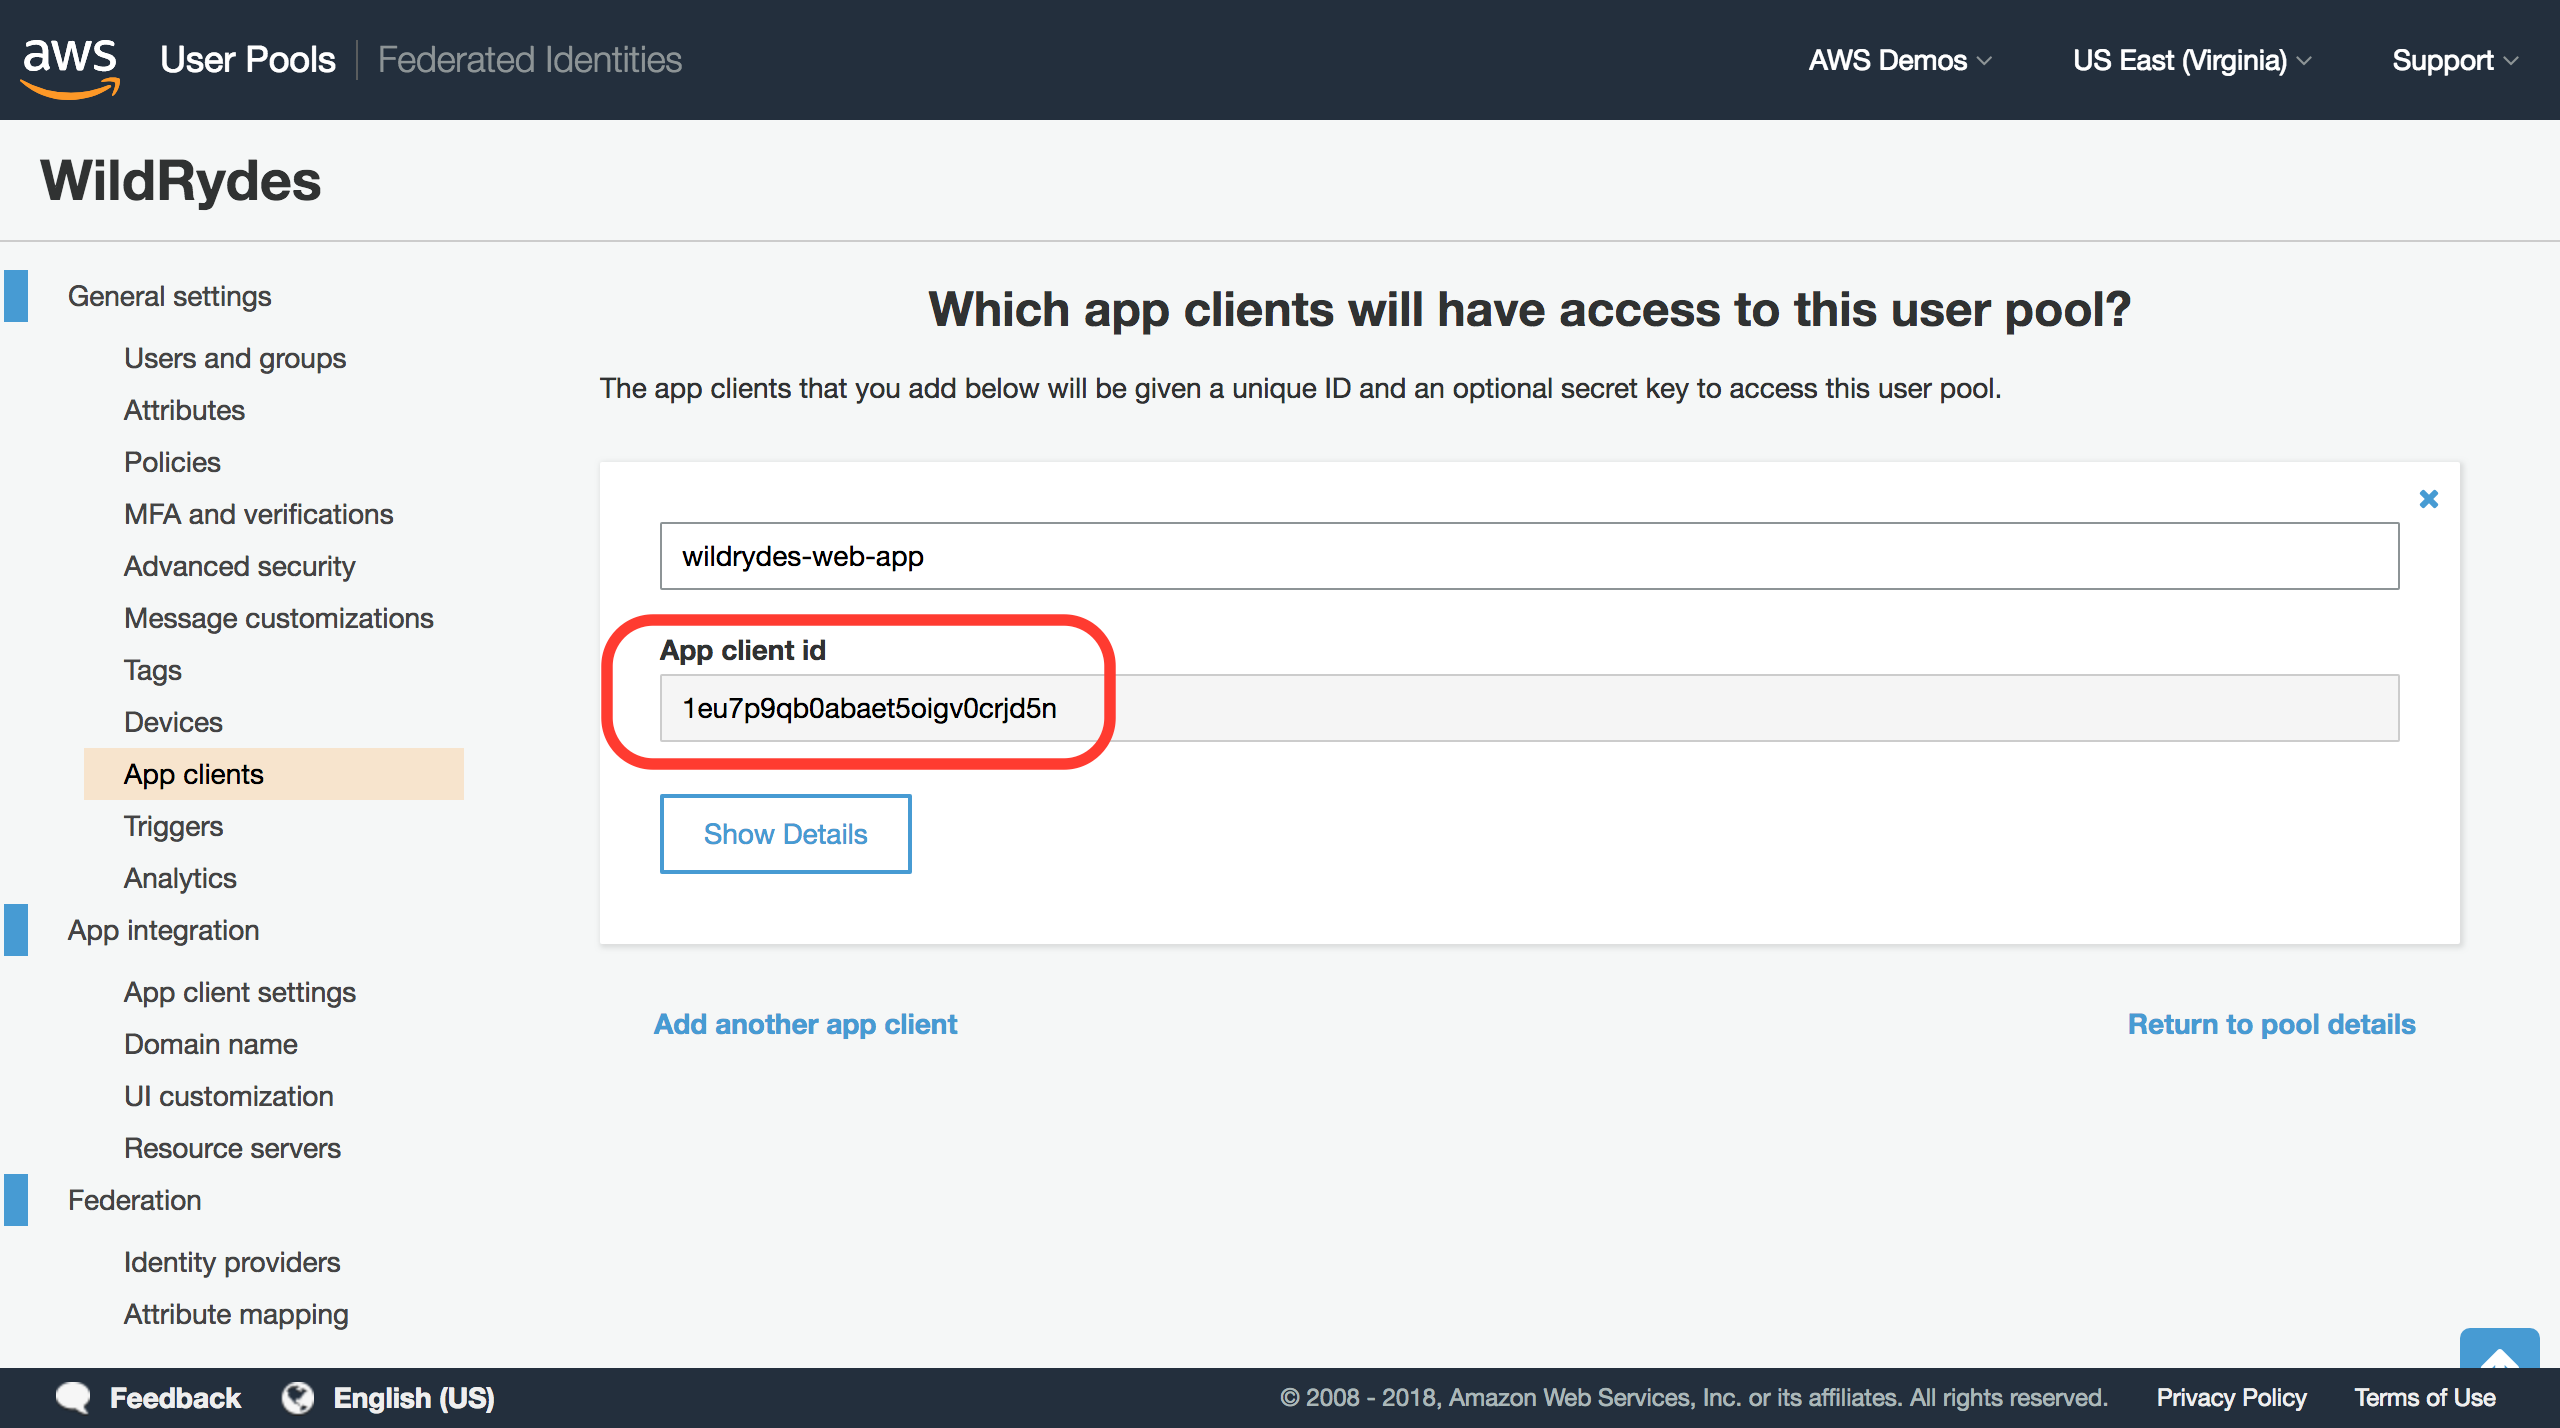 aws User Pools Federated Identities AWS Demos US East (Virginia) Support
WildRydes
General settings
Users and groups
Attributes
Policies
MFA and verifications
Advanced security
Message customizations
Tags
Devices
App clients
Triggers
Analytics
App integration
App client settings
Domain name
UI customization
Resource servers
Federation
Identity providers
Attribute mapping
Which app clients will have access to this user pool?
The app clients that you add below will be given a unique ID and an optional secret key to access this user pool.
wildrydes-web-app
App client id
1eu7p9qb0abaet5oigv0crjd5n
Show Details
Add another app client Return to pool details
Feedback English (US) © 2008 - 2018, Amazon Web Services, Inc. or its affiliates. All rights reserved. Privacy Policy Terms of Use